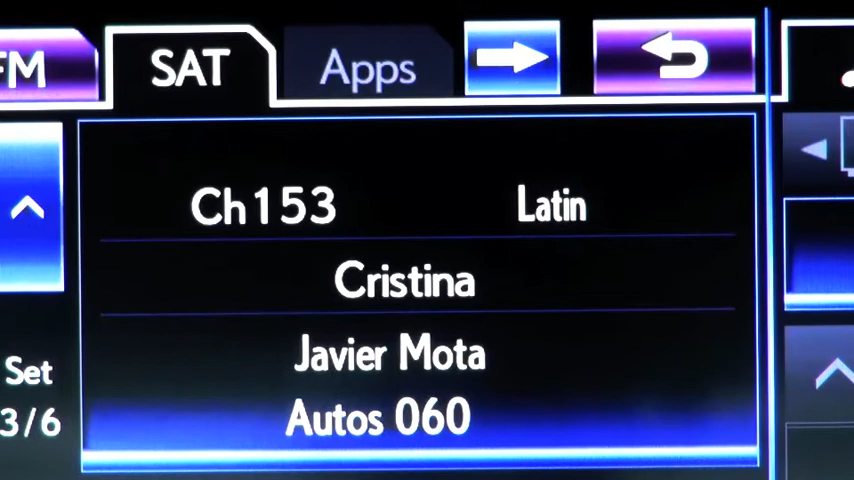 FM SAT Apps
Ch153 Latin
Cristina
Javier Mota
Set
Autos 060
3/6